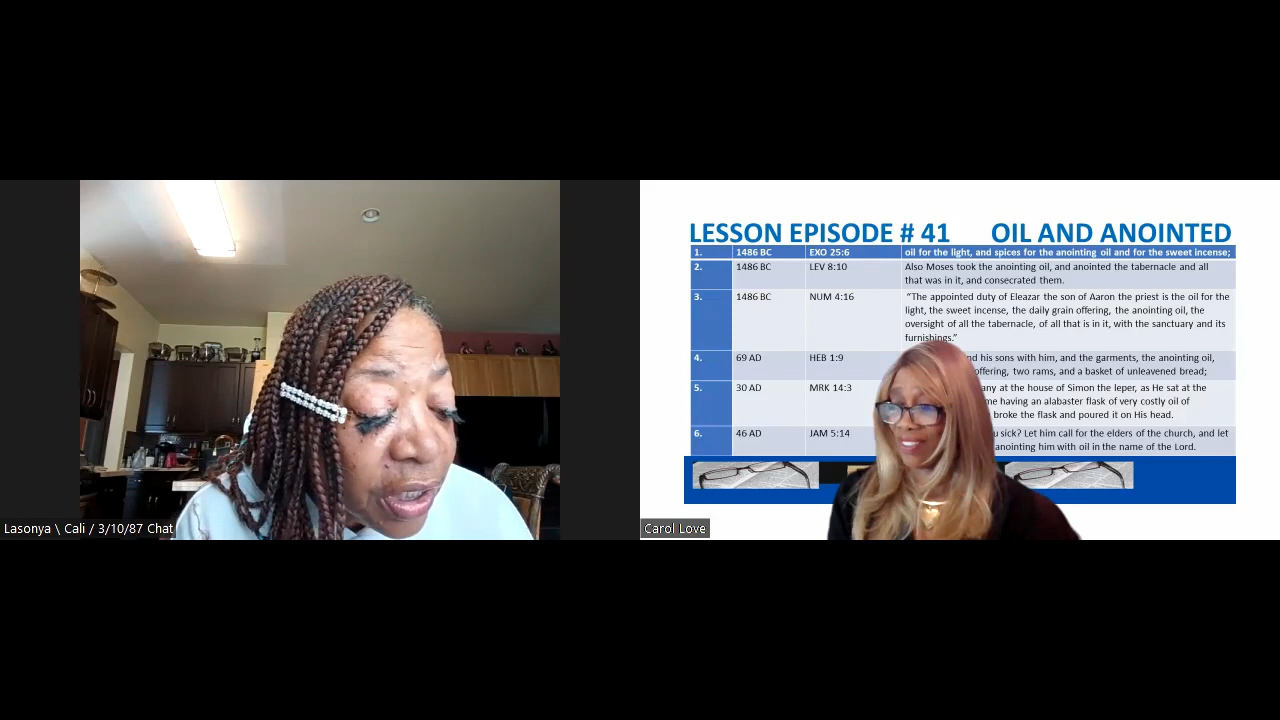 LESSON EPISODE # 41 OIL AND ANOINTED
1. 1486 BC EXO 25:6 oil for the light, and spices for the anointing oil and for the sweet incense;
2. 1486 BC LEV 8:10 Also Moses took the anointing oil, and anointed the tabernacle and all
that was in it, and consecrated them.
3. 1486 BC NUM 4:16 “The appointed duty of Eleazar the son of Aaron the priest is the oil for the
light, the sweet incense, the daily grain offering, the anointing oil, the
oversight of all the tabernacle, of all that is in it, with the sanctuary and its
furnishings.”
4. 69 AD HEB 1:9 his sons with him, and the garments, the anointing oil,
offering, two rams, and a basket of unleavened bread;
5. 30 AD MRK 14:3 at the house of Simon the leper, as He sat at the
having an alabaster flask of very costly oil of
broke the flask and poured it on His head.
6. 46 AD JAM 5:14 sick? Let him call for the elders of the church, and let
anointing him with oil in the name of the Lord.
Lasonya \ Cali / 3/10/87 Chat
Carol Love